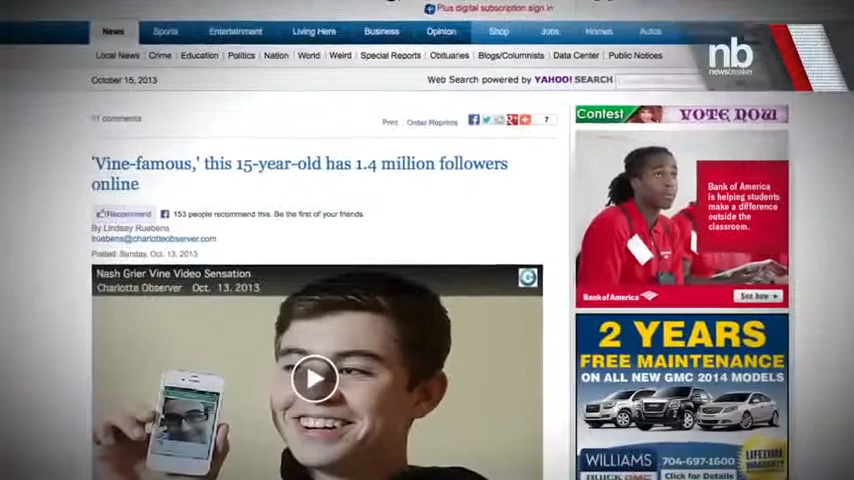 Plus digital subscription sign in
News Sports Entertainment Living Here Business Opinion Shop Jobs Homes Autos
Local News Crime Education Politics Nation World Weird Special Reports Obituaries Blogs/Columnists Data Center Public Notices
nb
newsbreaker
October 15, 2013
Web Search powered by YAHOO! SEARCH
11 comments
Print Order Reprints
7
Contest
VOTE NOW
'Vine-famous,' this 15-year-old has 1.4 million followers
online
Recommend 153 people recommend this. Be the first of your friends.
By Lindsey Ruebens
lruebens@charlotteobserver.com
Posted: Sunday, Oct. 13, 2013
Nash Grier Vine Video Sensation
Charlotte Observer Oct. 13, 2013
Bank of America
is helping students
make a difference
outside the
classroom.
Bank of America
See how
2 YEARS
FREE MAINTENANCE
ON ALL NEW GMC 2014 MODELS
WILLIAMS
BUICK GMC
704-697-1600
Click for Details
LIFETIME
WARRANTY